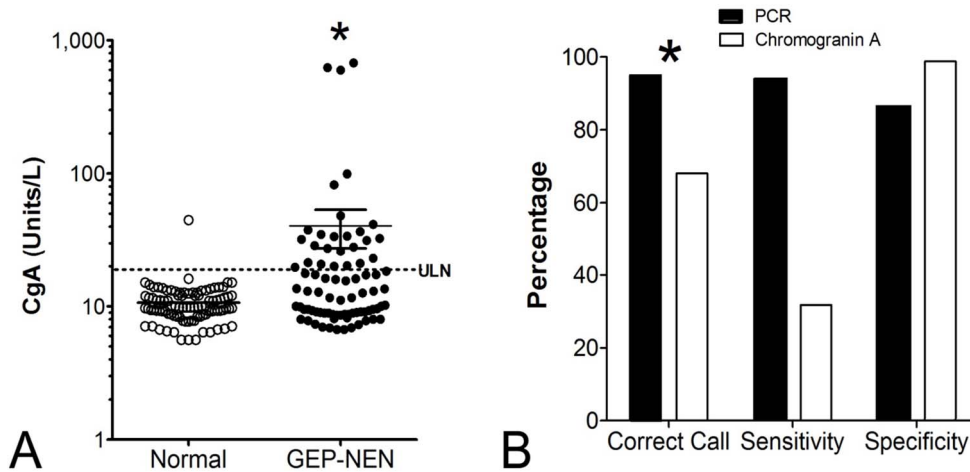 PCR
Chromogranin A
1,000
*
100
10
1
CgA (Units/L)
ULN
Normal
GEP-NEN
A
*
100
80
60
40
20
0
Percentage
Correct Call
Sensitivity
Specificity
B